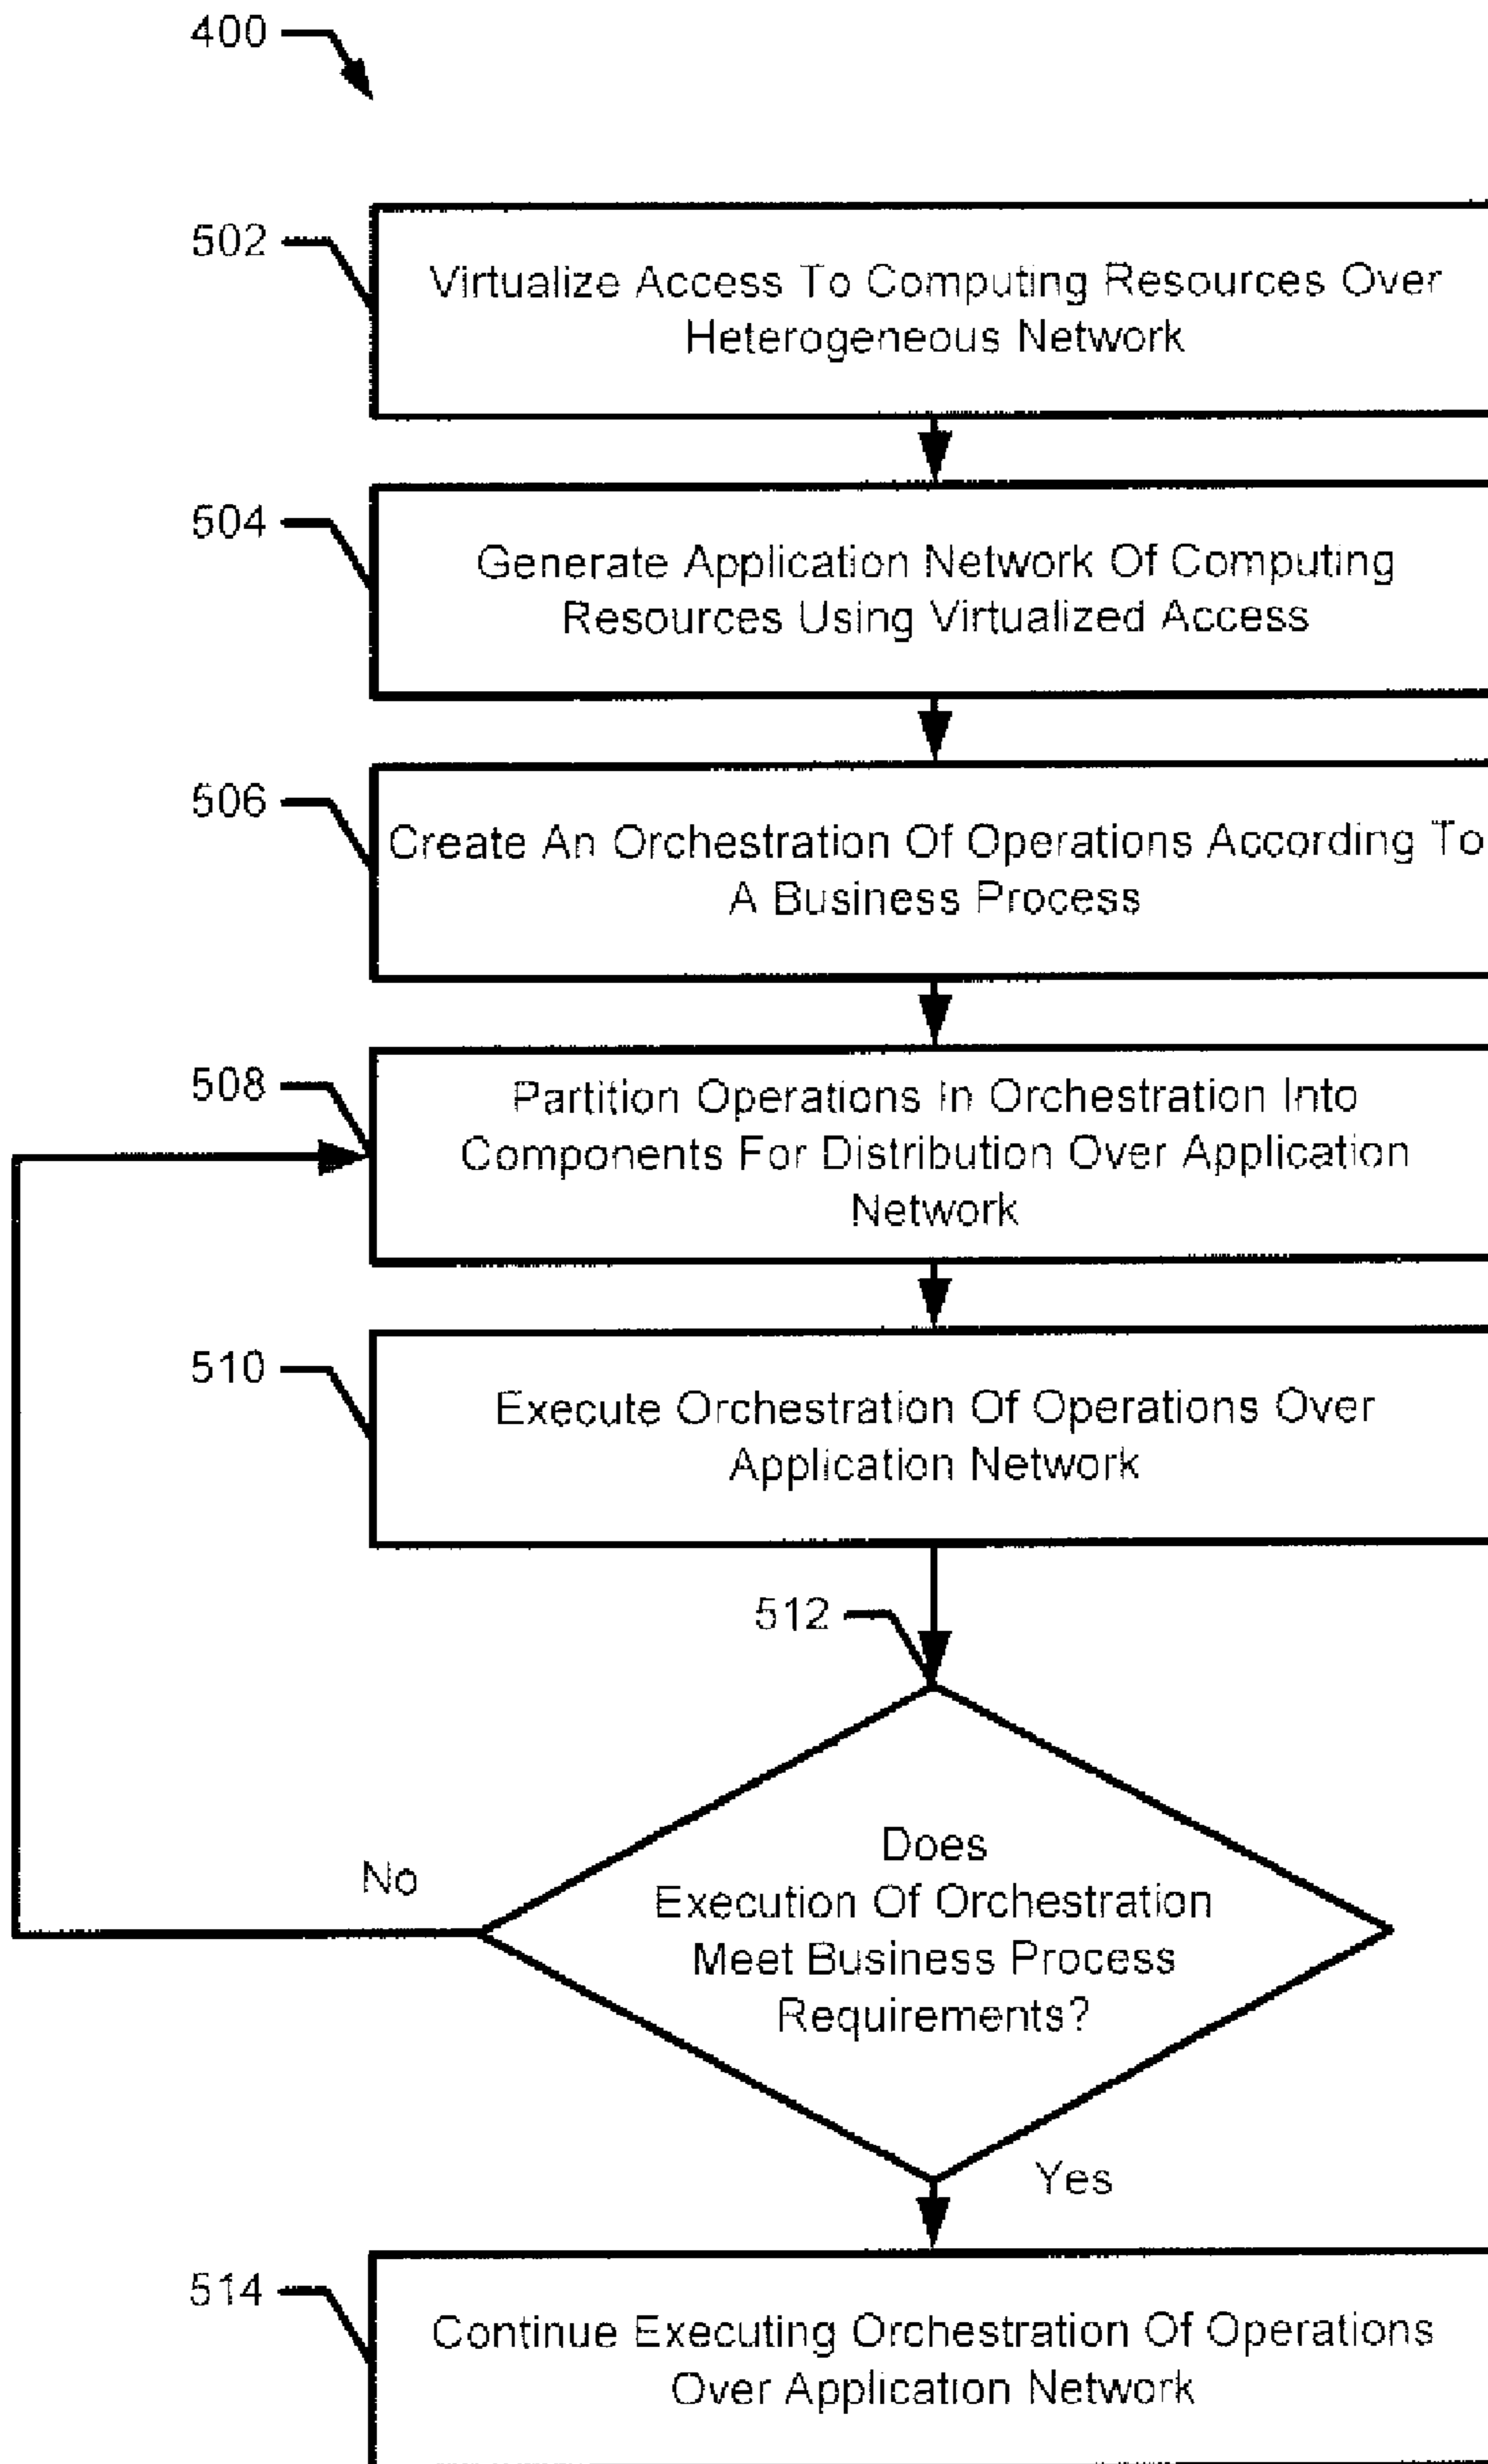 400
502
Virtualize Access To Computing Resources Over
Heterogeneous Network
504
Generate Application Network Of Computing
Resources Using Virtualized Access
506
Create An Orchestration Of Operations According To
A Business Process
508
Partition Operations In Orchestration Into
Components For Distribution Over Application
Network
510
Execute Orchestration Of Operations Over
Application Network
512
Does
Execution Of Orchestration
Meet Business Process
Requirements?
No
Yes
514
Continue Executing Orchestration Of Operations
Over Application Network